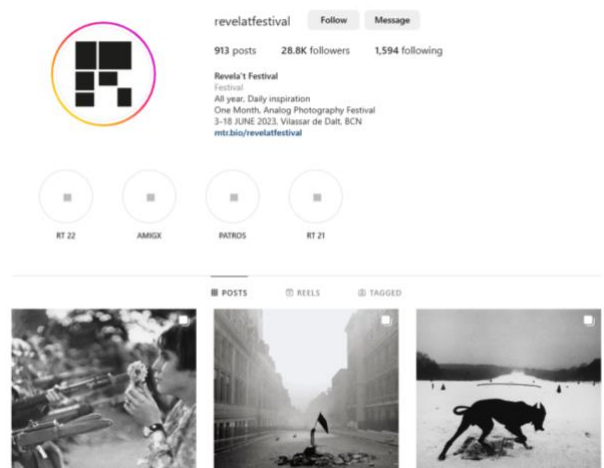 revelatfestival Follow Message
913 posts 28.8K followers 1,594 following
Revela't Festival
Festival
All year, Daily inspiration
One Month, Analog Photography Festival
3-18 JUNE 2023, Vilassar de Dalt, BCN
mtr.bio/revelatfestival
RT 22 AMIGX PATROS RT 21
POSTS REELS TAGGED